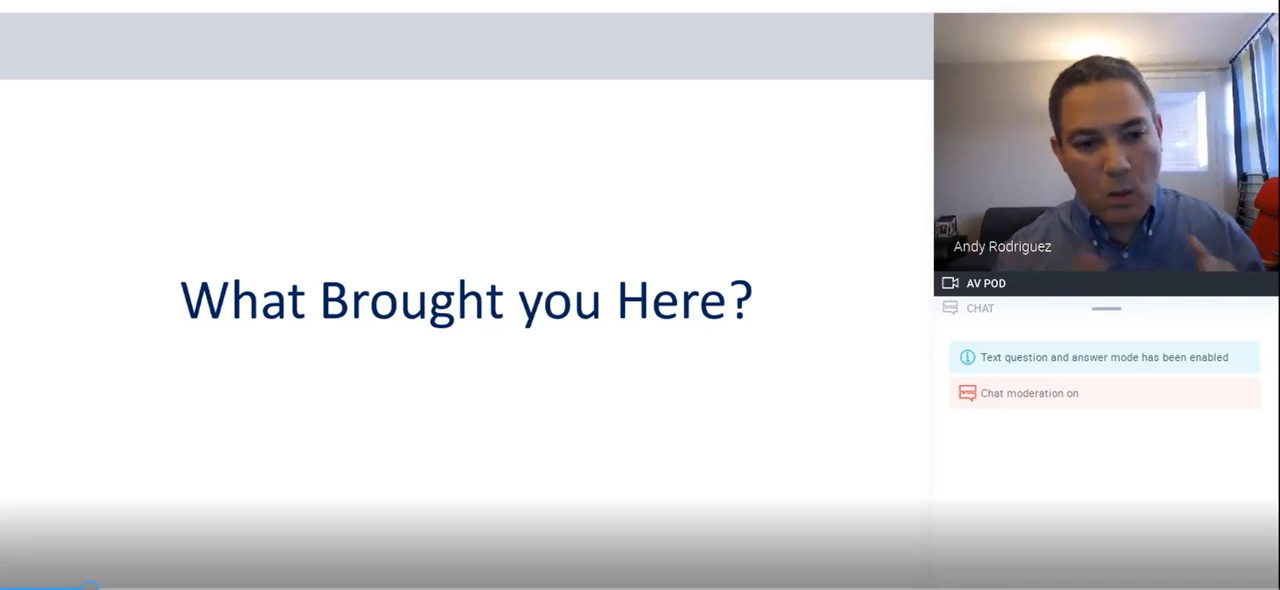 What Brought you Here?
Andy Rodriguez
AV POD
CHAT
Text question and answer mode has been enabled
Chat moderation on